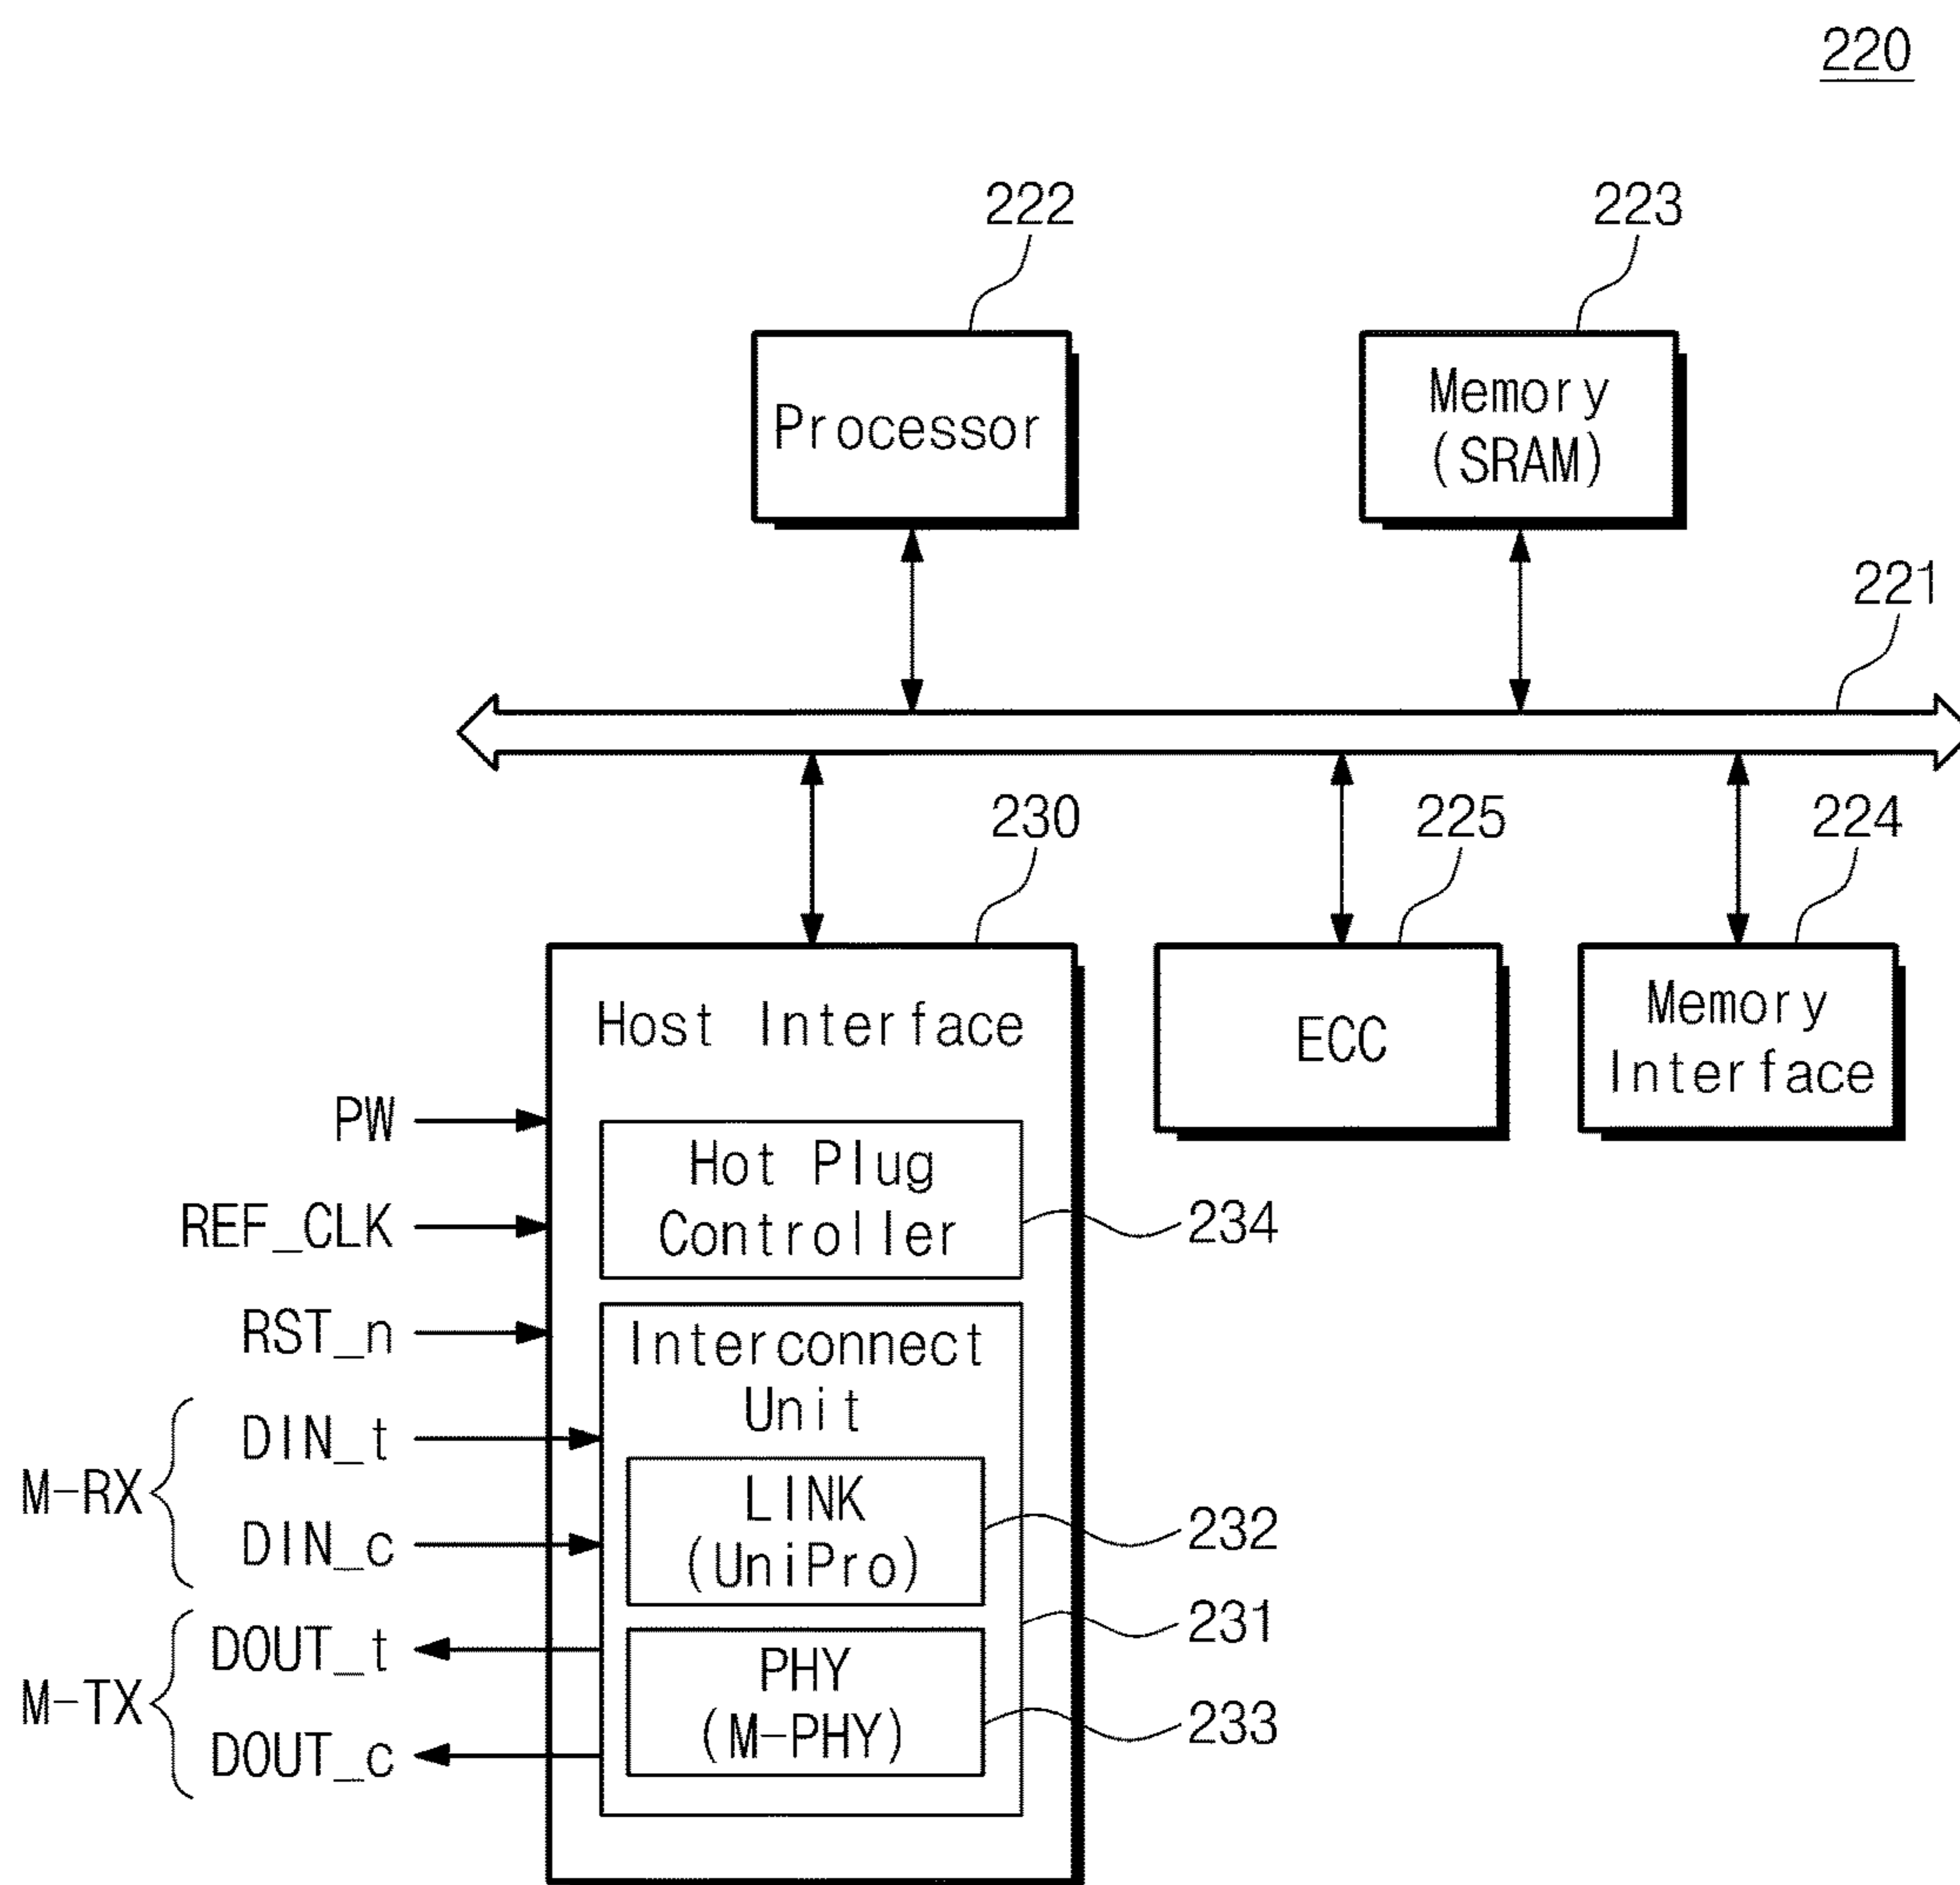 220
222
223
Processor
Memory
(SRAM)
221
230
225
224
Host Interface
ECC
Memory
Interface
PW
Hot Plug
Controller
REF_CLK
234
RST_n
Interconnect
Unit
M-RX
DIN_t
DIN_c
LINK
(UniPro)
232
231
M-TX
DOUT_t
DOUT_c
PHY
(M-PHY)
233